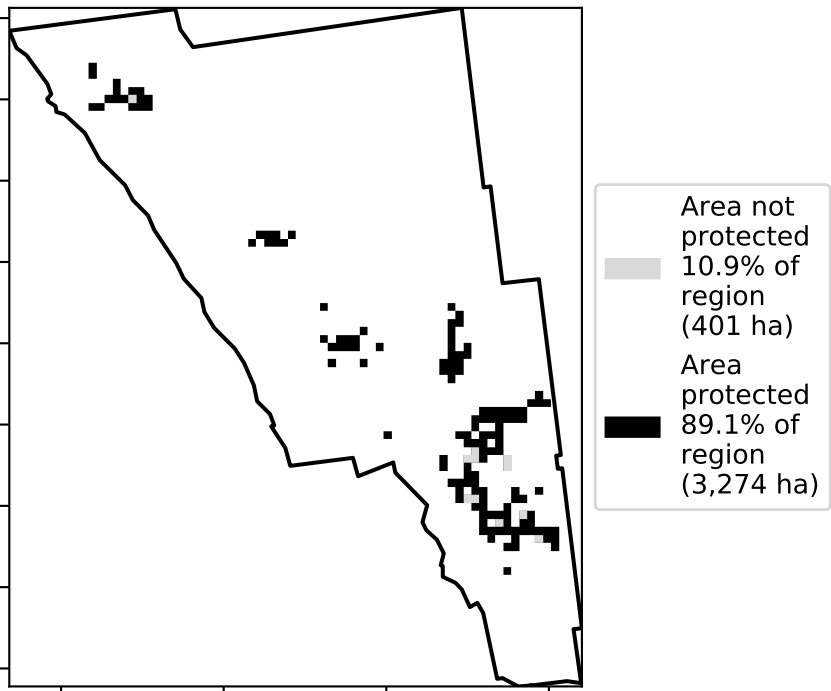 Area not
protected
10.9% of
region
(401 ha)
Area
protected
89.1% of
region
(3,274 ha)